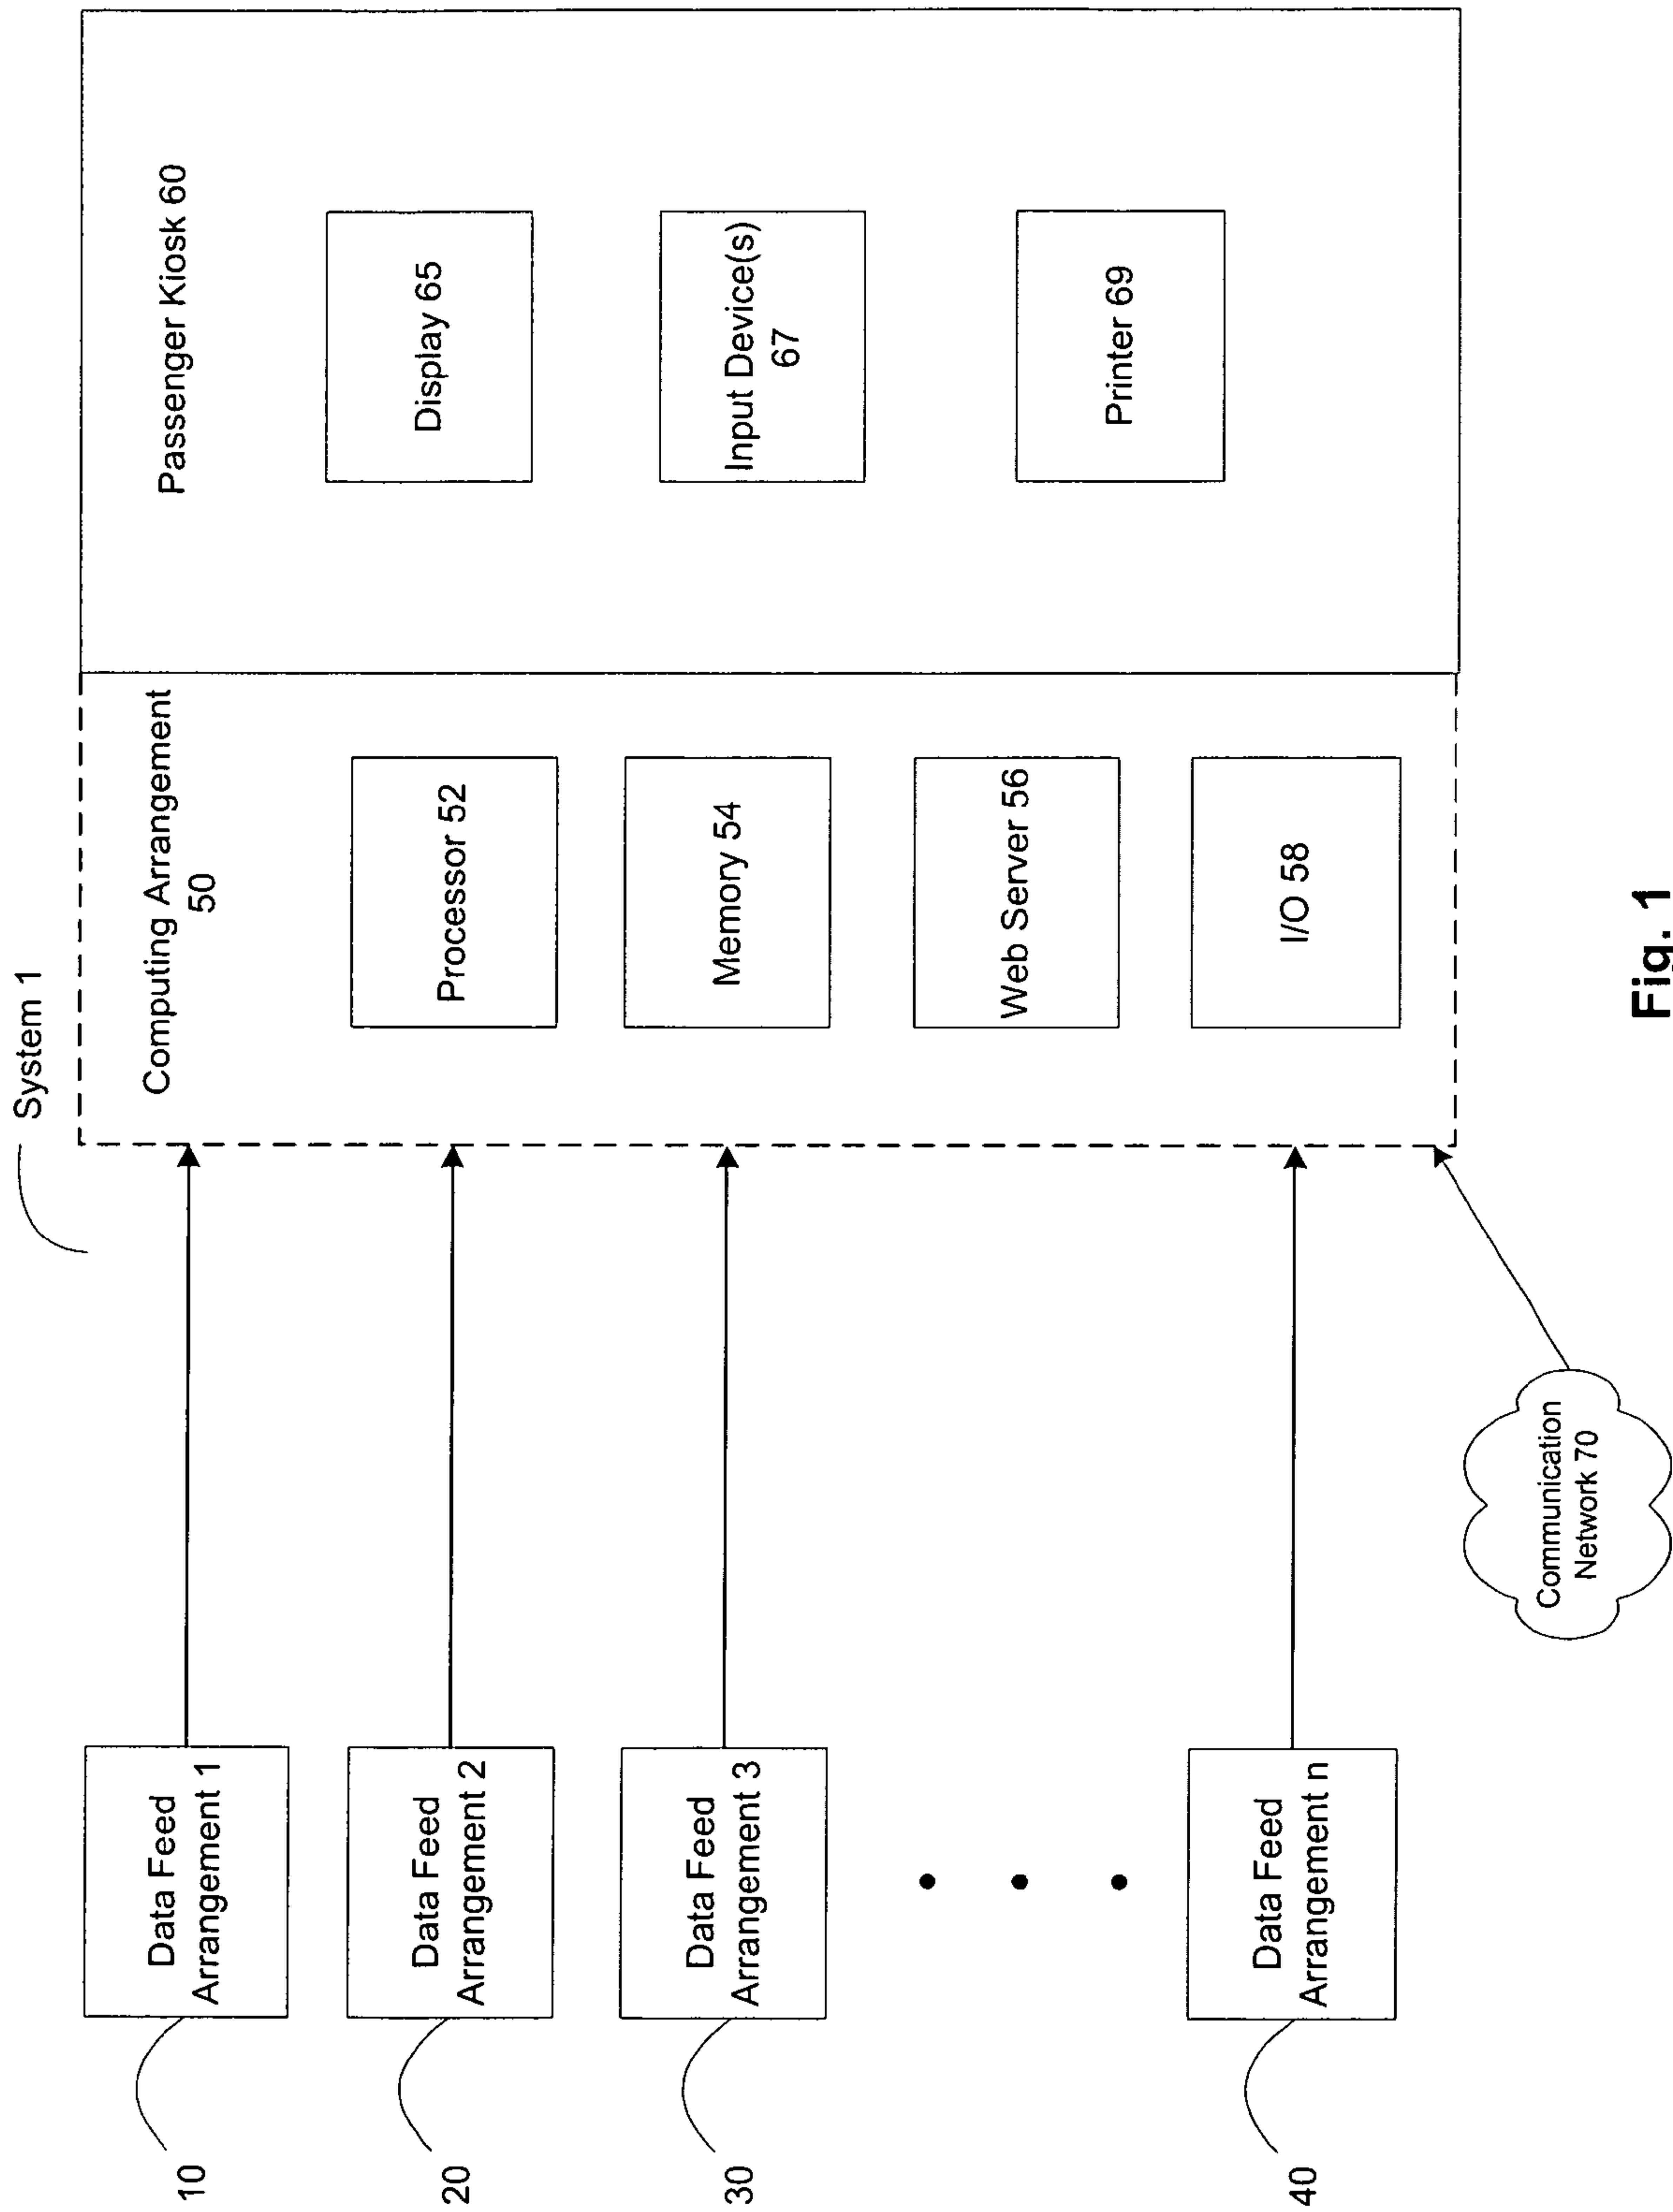 System 1
10
Data Feed
Arrangement 1
20
Data Feed
Arrangement 2
30
Data Feed
Arrangement 3
40
Data Feed
Arrangement n
Communication
Network 70
Computing Arrangement
50
Processor 52
Memory 54
Web Server 56
I/O 58
Passenger Kiosk 60
Display 65
Input Device(s)
67
Printer 69
Fig. 1